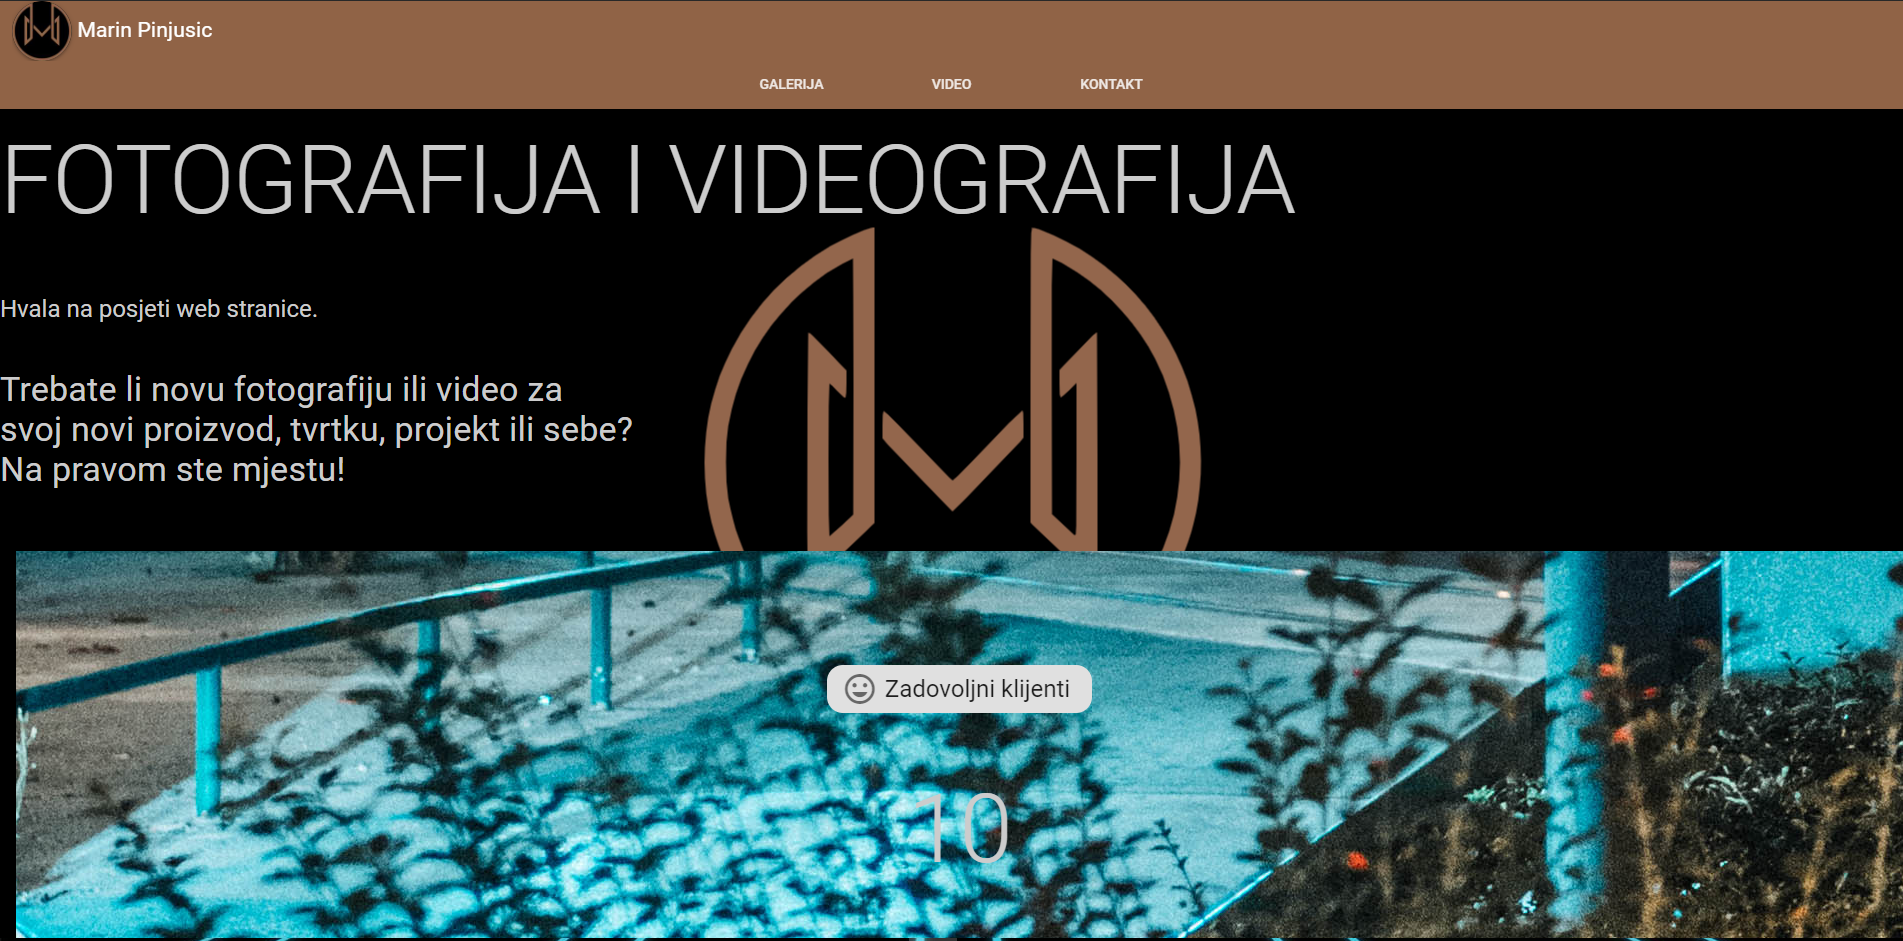 Marin Pinjusic
GALERIJA
VIDEO
KONTAKT
FOTOGRAFIJA I VIDEOGRAFIJA
Hvala na posjeti web stranice.
Trebate li novu fotografiju ili video za
svoj novi proizvod, tvrtku, projekt ili sebe?
Na pravom ste mjestu!
Zadovoljni klijenti
10